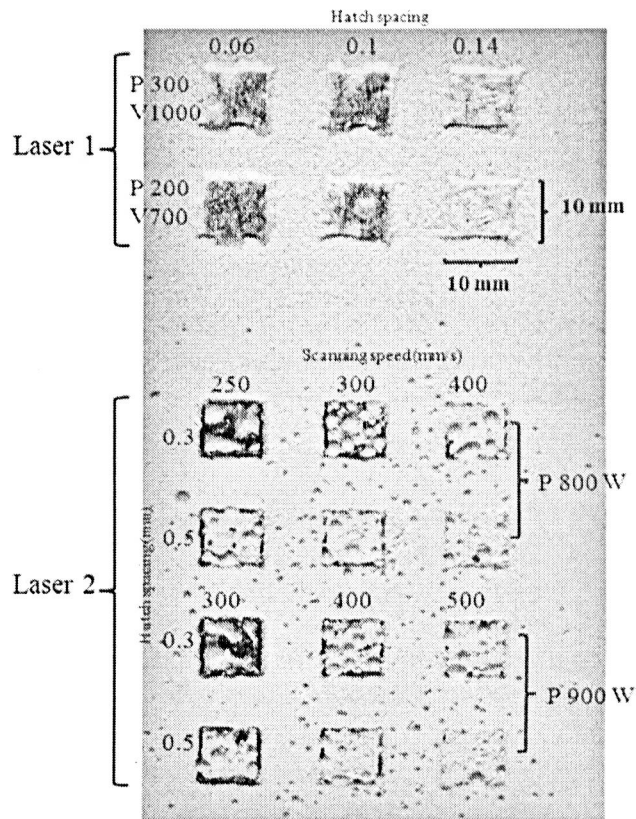 Hatch spacing
0.06 0.1 0.14
P 300
V1000
Laser 1
P 200
V700
10 mm
10 mm
Scanning speed(mm/s)
250 300 400
0.3
P 800 W
0.5
Laser 2
Hatch spacing(mm)
300 400 500
0.3
P 900 W
0.5